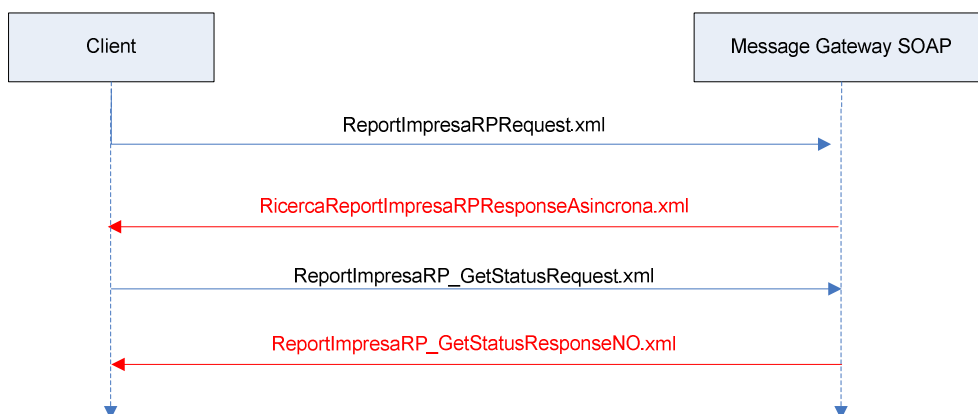 Client
Message Gateway SOAP
ReportImpresaRPRequest.xml
RicercaReportImpresaRPResponseAsincrona.xml
ReportImpresaRP_GetStatusRequest.xml
ReportImpresaRP_GetStatusResponseNO.xml